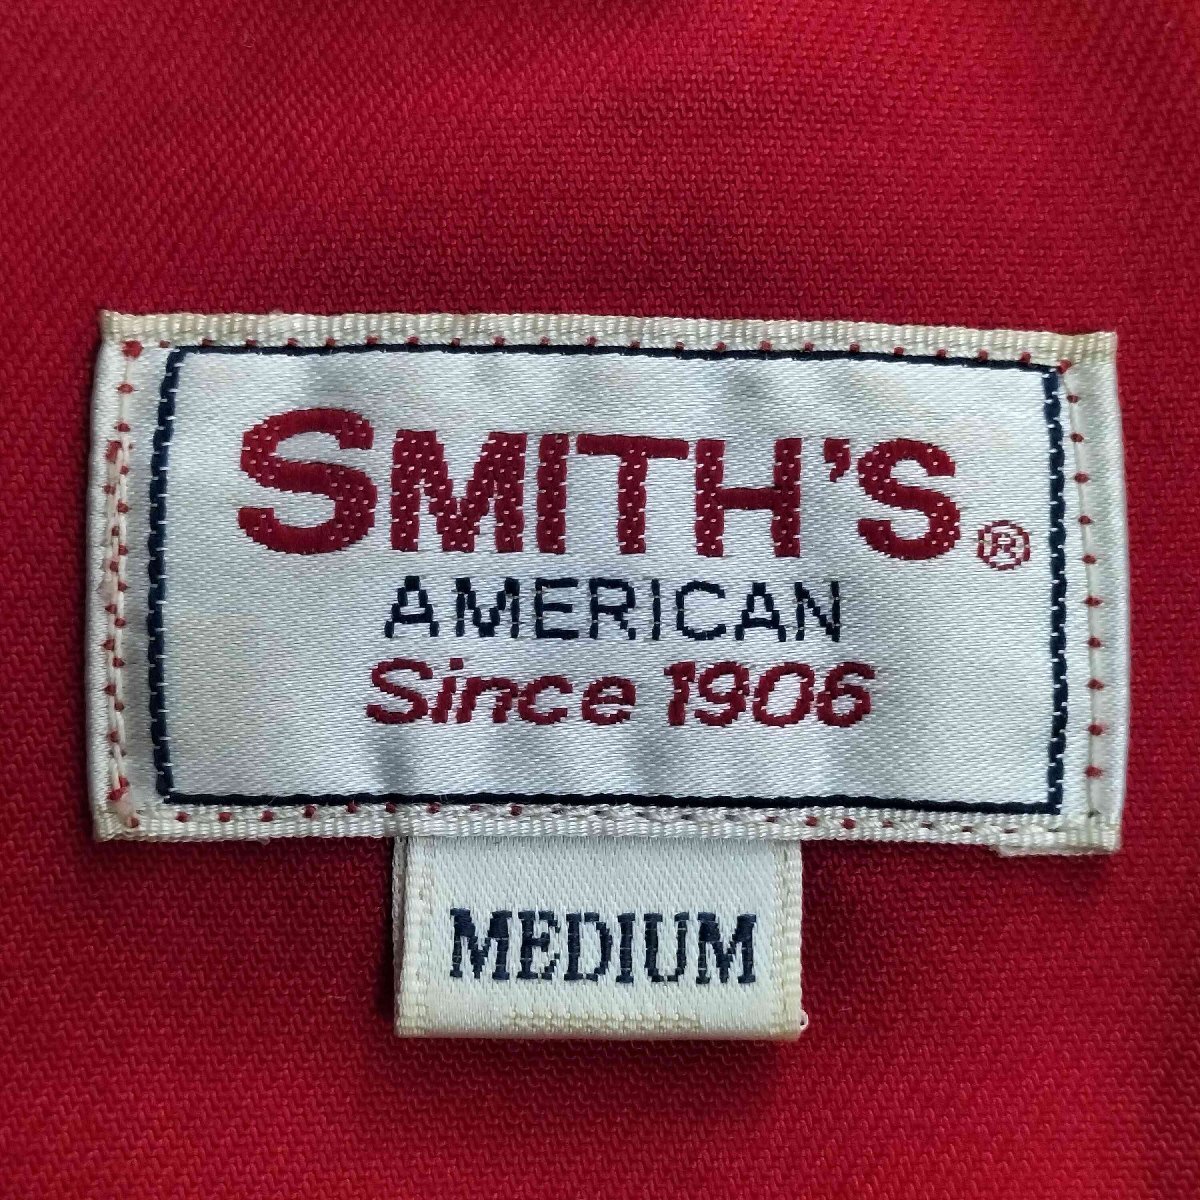 SMITH'S®
AMERICAN
Since 1906
MEDIUM